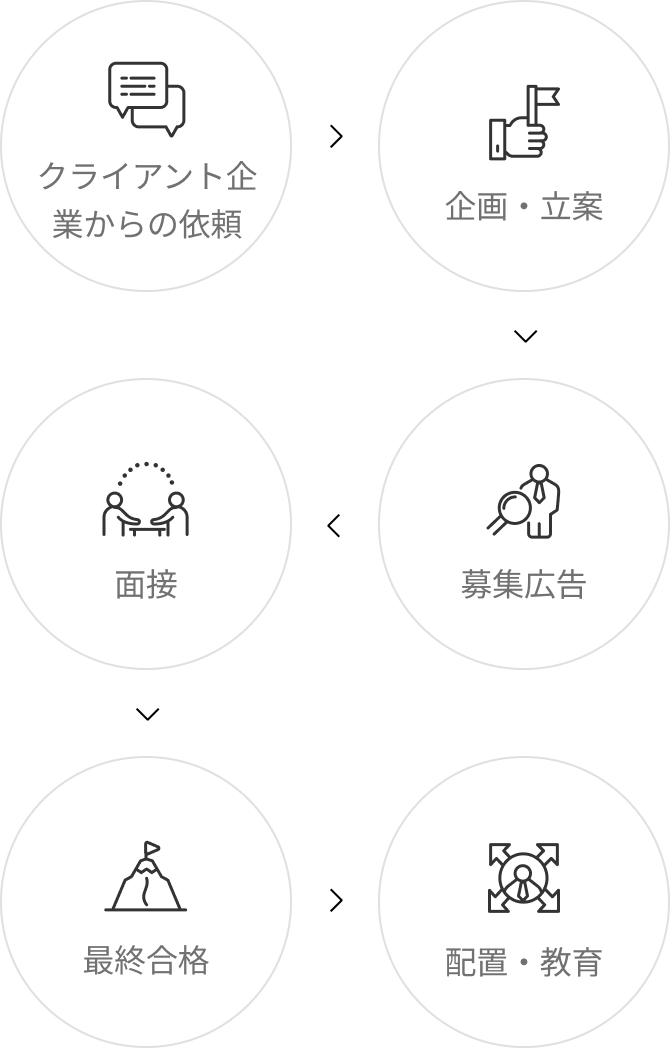 クライアント企
業からの依頼
企画・立案
募集広告
面接
最終合格
配置・教育